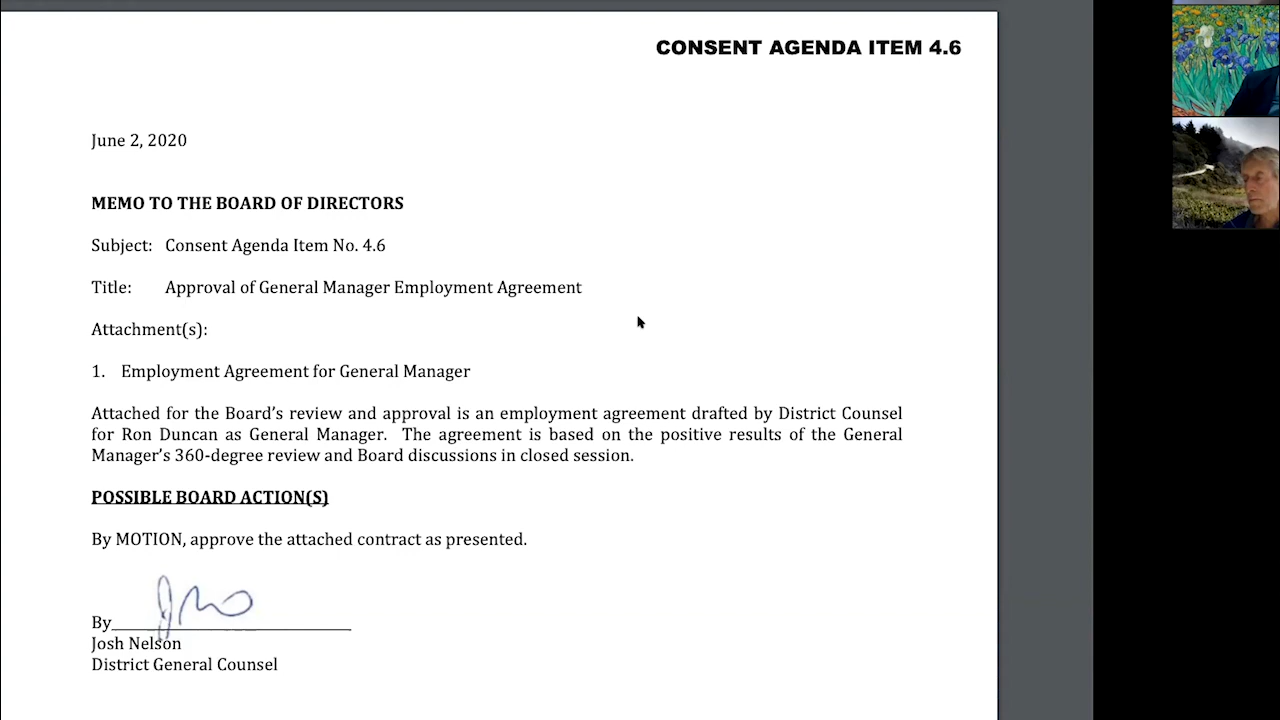 CONSENT AGENDA ITEM 4.6
June 2, 2020
MEMO TO THE BOARD OF DIRECTORS
Subject: Consent Agenda Item No. 4.6
Title: Approval of General Manager Employment Agreement
Attachment(s):
1. Employment Agreement for General Manager
Attached for the Board’s review and approval is an employment agreement drafted by District Counsel
for Ron Duncan as General Manager. The agreement is based on the positive results of the General
Manager’s 360-degree review and Board discussions in closed session.
POSSIBLE BOARD ACTION(S)
By MOTION, approve the attached contract as presented.
By
Josh Nelson
District General Counsel